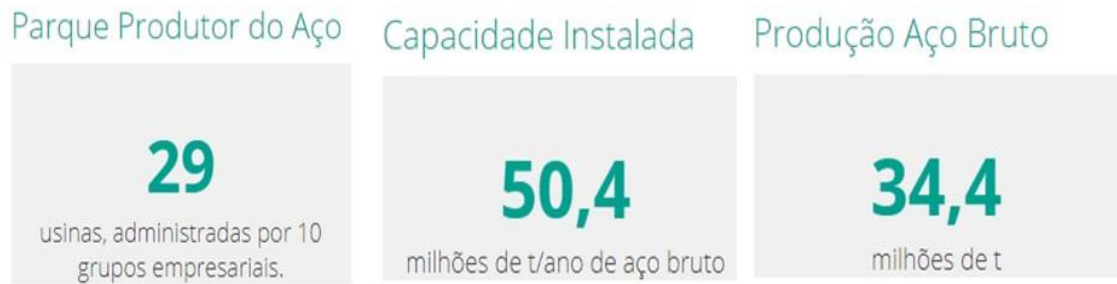 Parque Produtor do Aço
29
usinas, administradas por 10
grupos empresariais.
Capacidade Instalada
50,4
milhões de t/ano de aço bruto
Produção Aço Bruto
34,4
milhões de t